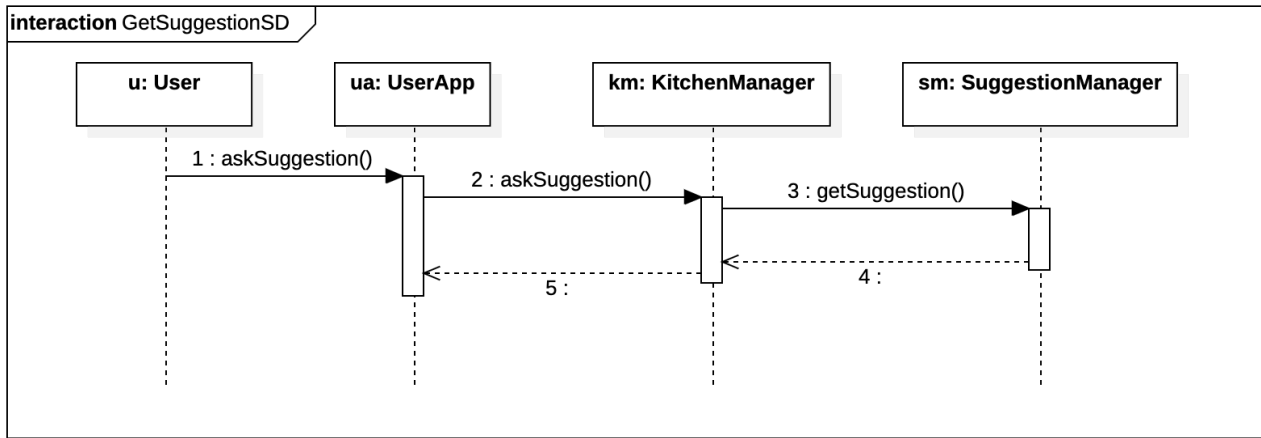 interaction GetSuggestionSD
u: User
ua: UserApp
km: KitchenManager
sm: SuggestionManager
1 : askSuggestion()
2 : askSuggestion()
3 : getSuggestion()
4 :
5 :